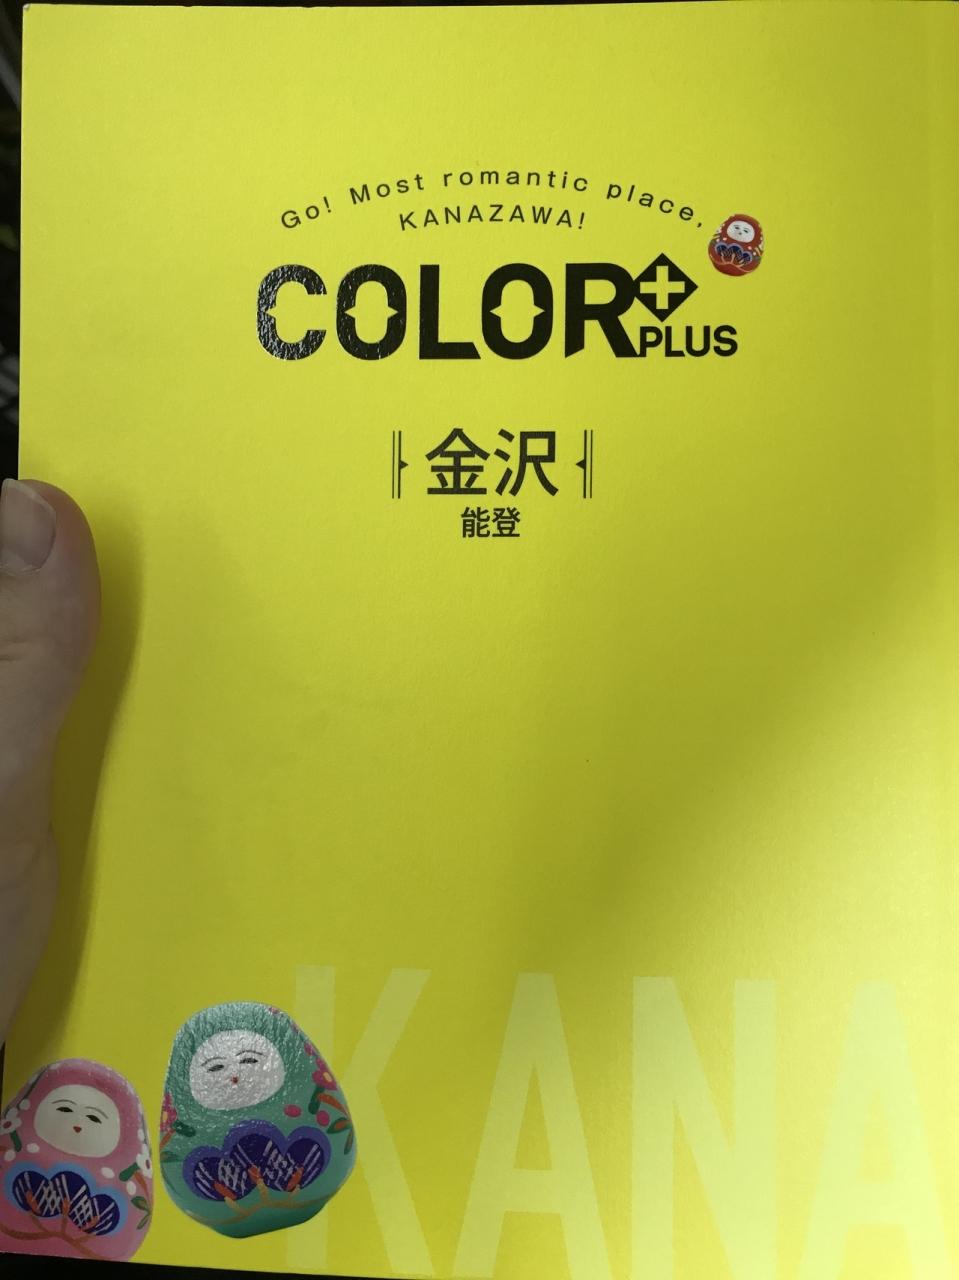 Go! Most romantic place,
KANAZAWA!
COLOR+
PLUS
金沢
能登
KANA